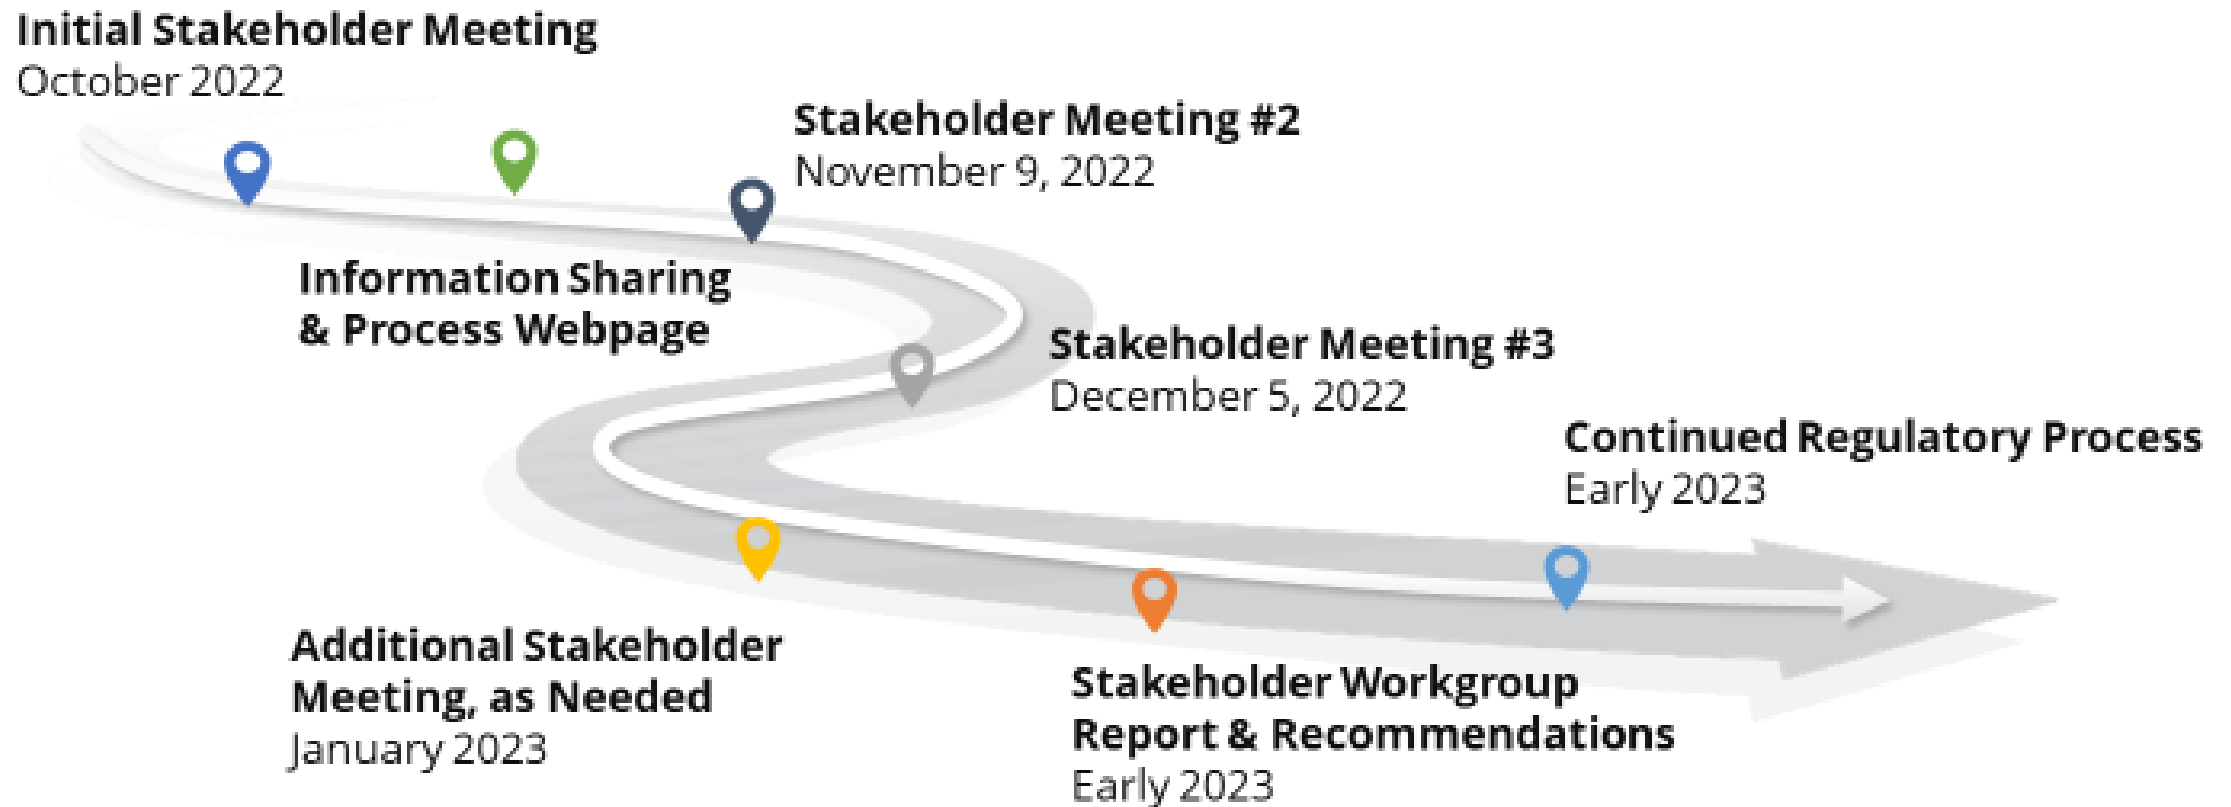 Initial Stakeholder Meeting
October 2022
Information Sharing
& Process Webpage
Stakeholder Meeting #2
November 9, 2022
Stakeholder Meeting #3
December 5, 2022
Additional Stakeholder
Meeting, as Needed
January 2023
Stakeholder Workgroup
Report & Recommendations
Early 2023
Continued Regulatory Process
Early 2023